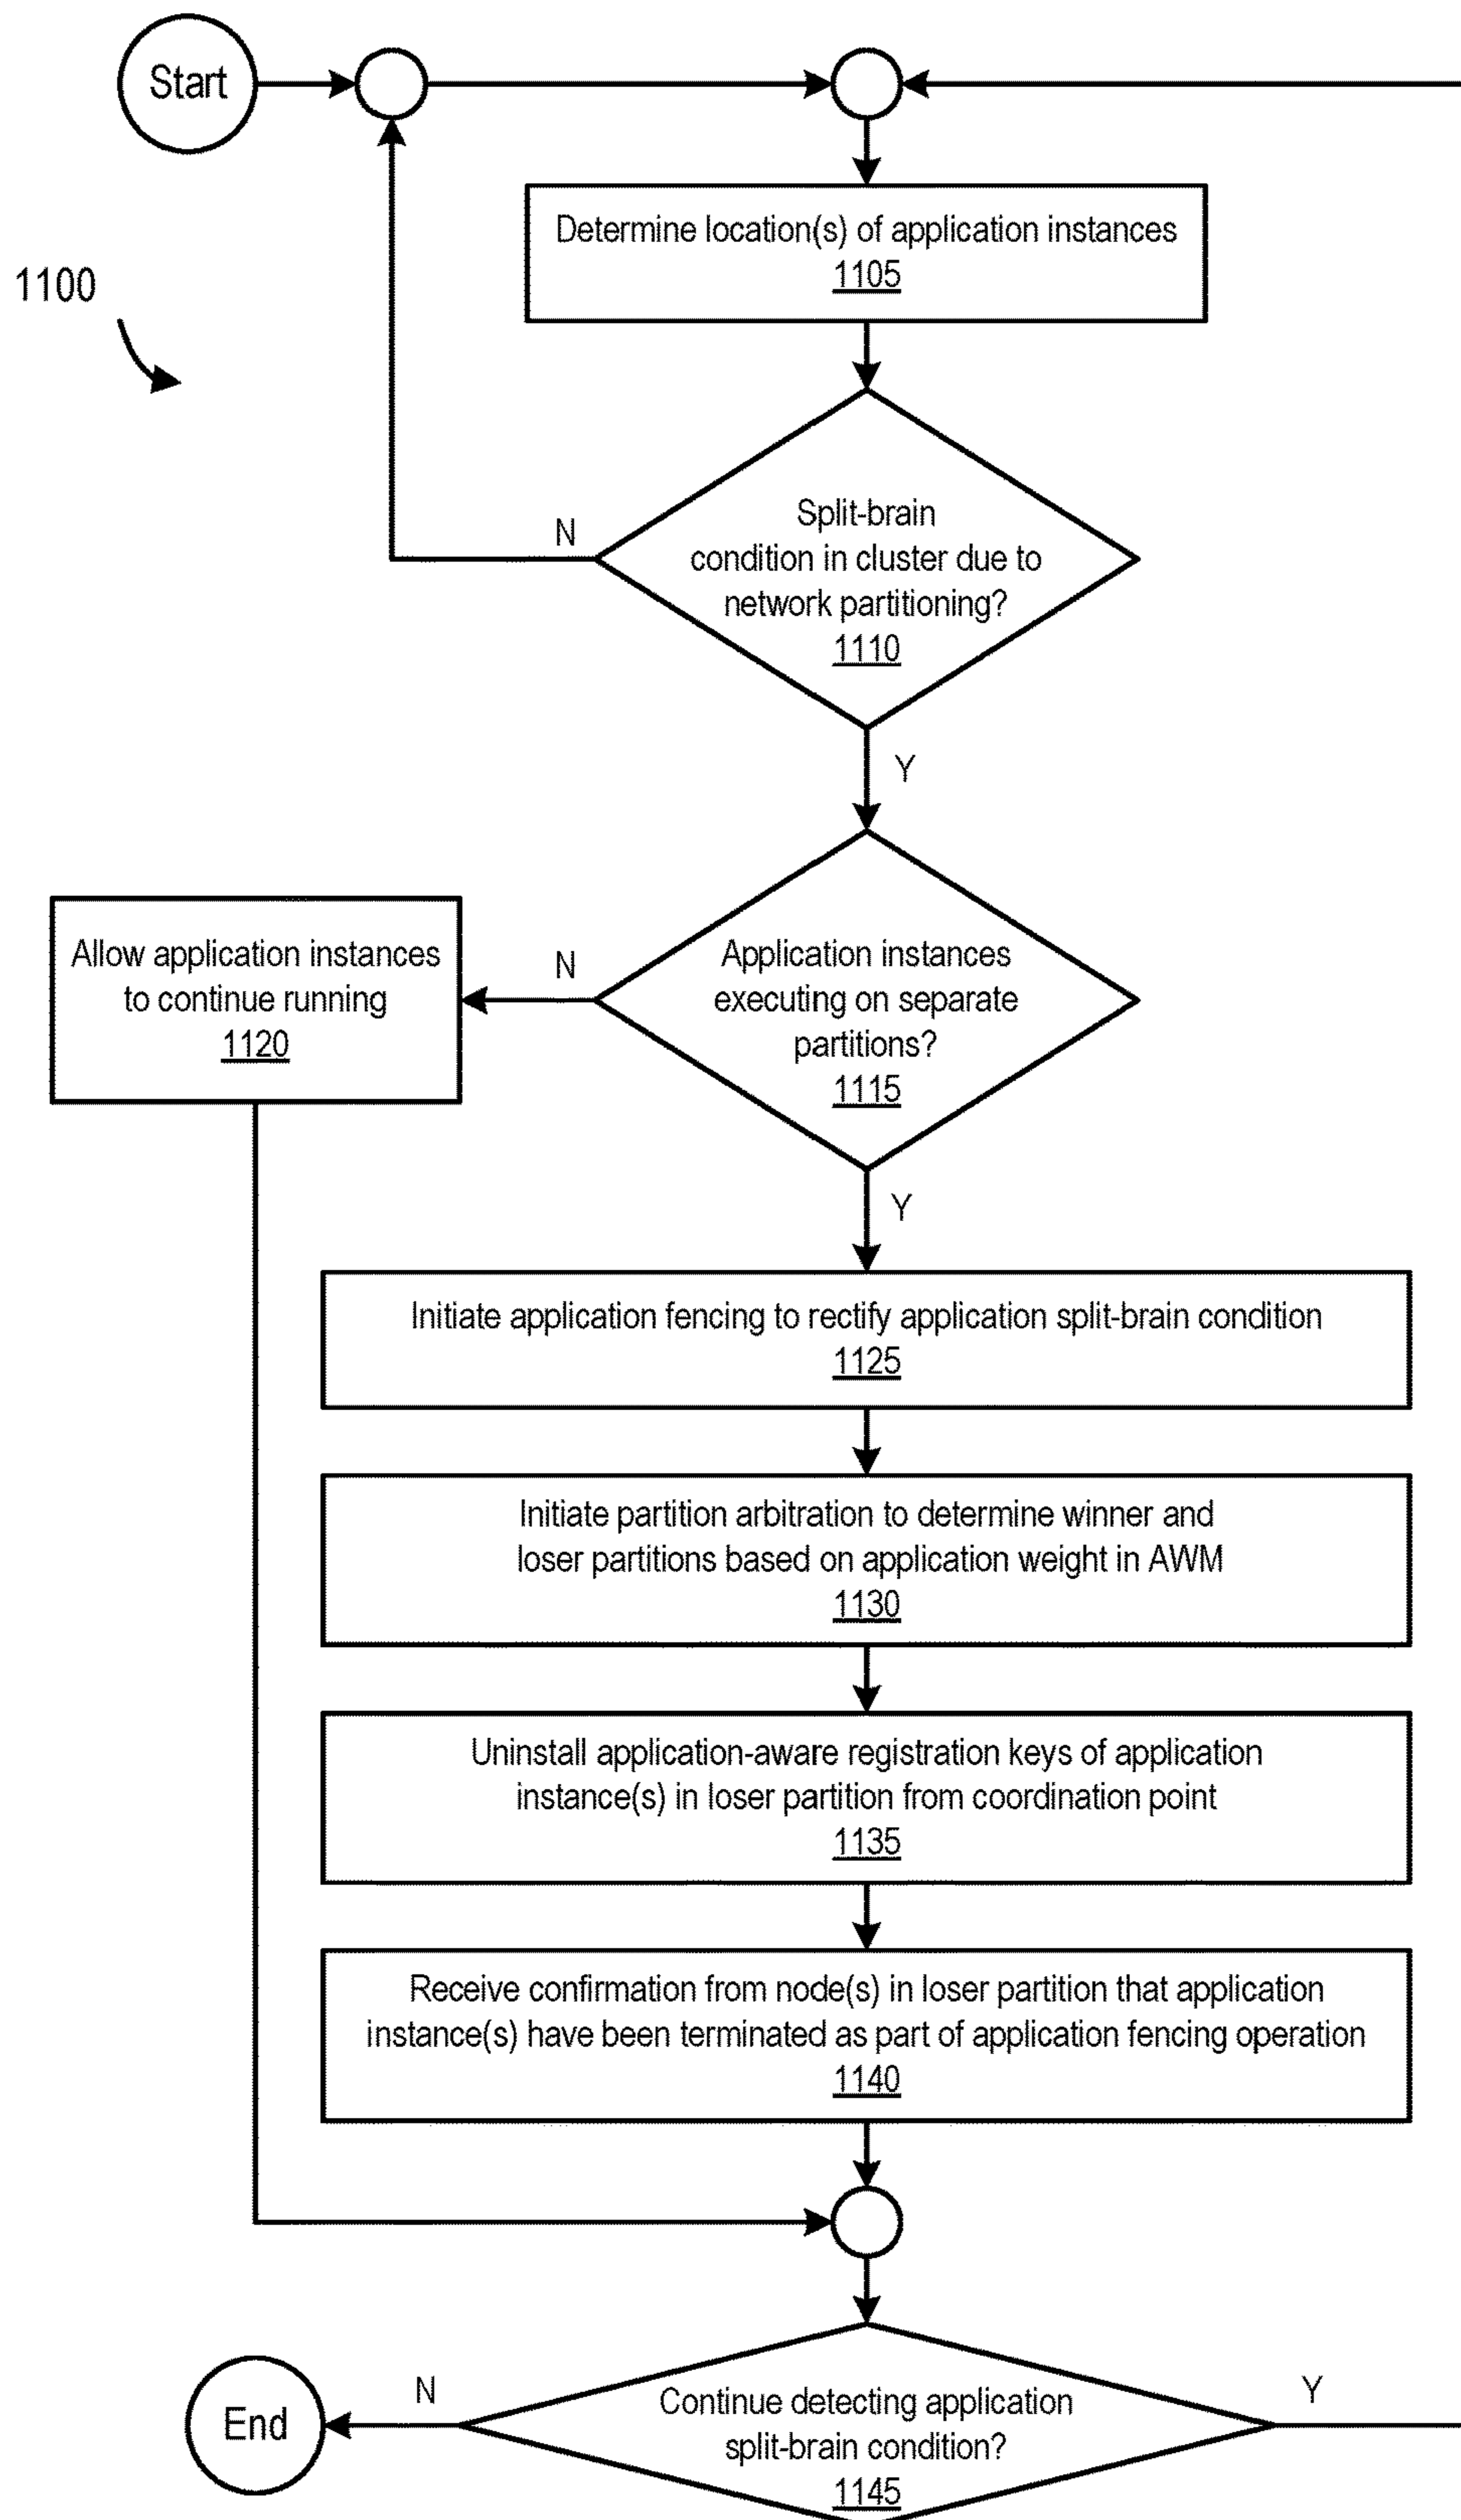 Start
Determine location(s) of application instances
1105
1100
Split-brain
condition in cluster due to
network partitioning?
1110
N
Y
Application instances
executing on separate
partitions?
1115
N
Allow application instances
to continue running
1120
Y
Initiate application fencing to rectify application split-brain condition
1125
Initiate partition arbitration to determine winner and
loser partitions based on application weight in AWM
1130
Uninstall application-aware registration keys of application
instance(s) in loser partition from coordination point
1135
Receive confirmation from node(s) in loser partition that application
instance(s) have been terminated as part of application fencing operation
1140
Continue detecting application
split-brain condition?
1145
N
Y
End